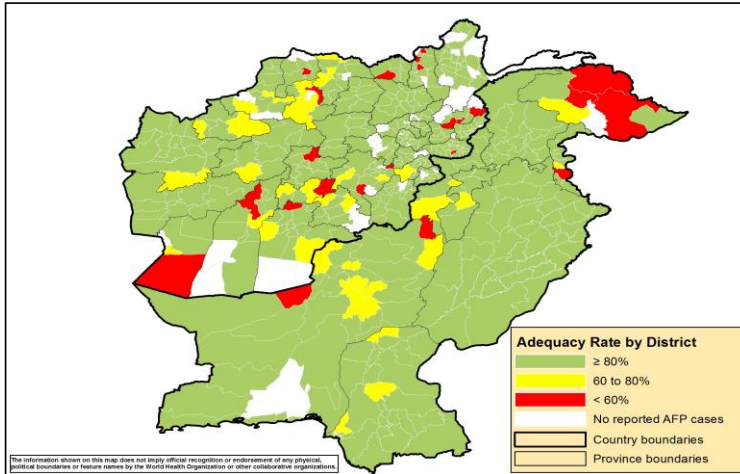 Adequacy Rate by District
≥ 80%
60 to 80%
< 60%
No reported AFP cases
Country boundaries
Province boundaries
The information shown on this map does not imply official recognition or endorsement of any physical,
political boundaries or feature names by the World Health Organization or other collaborative organizations.